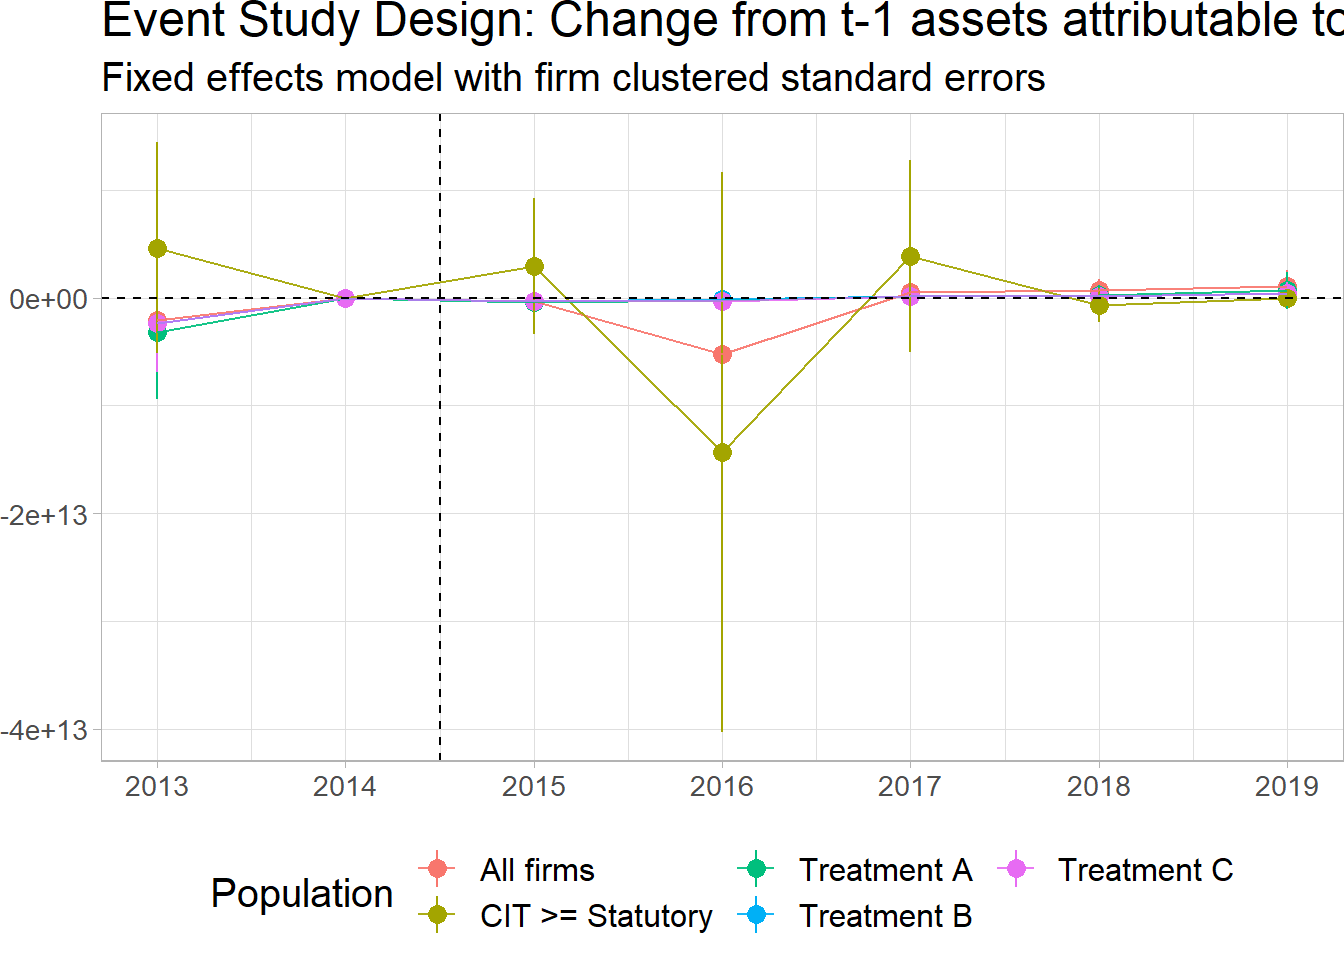 Event Study Design: Change from t-1 assets attributable to
Fixed effects model with firm clustered standard errors
0e+00
-2e+13
-4e+13
2013 2014 2015 2016 2017 2018 2019
Population
All firms Treatment A Treatment C
CIT >= Statutory Treatment B